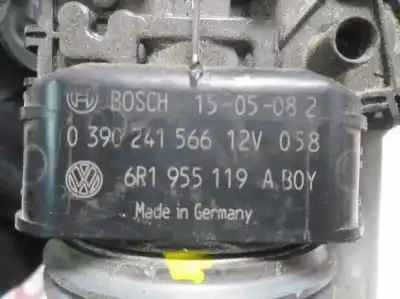 BOSCH 15-05-08 2
0 390 241 566 12V 058
6R1 955 119 A BOY
Made in Germany